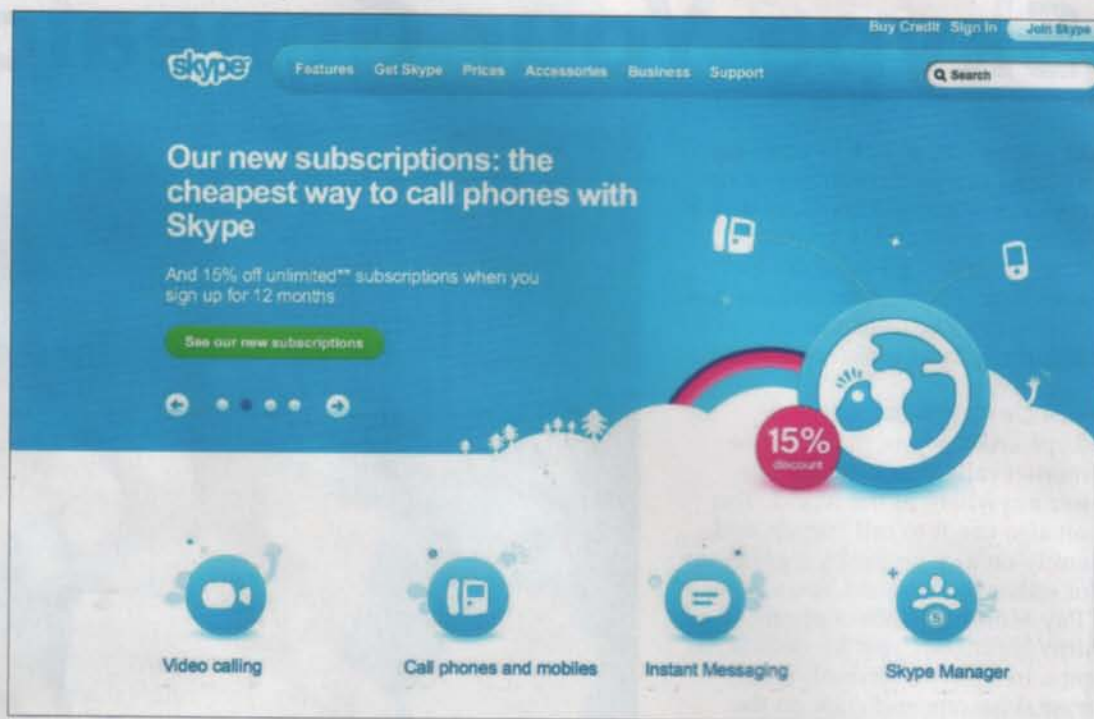 Buy Credit Sign In Join Skype
skype
Features Get Skype Prices Accessories Business Support
Search
Our new subscriptions: the
cheapest way to call phones with
Skype
And 15% off unlimited** subscriptions when you
sign up for 12 months
See our new subscriptions
15%
discount
Video calling
Call phones and mobiles
Instant Messaging
Skype Manager